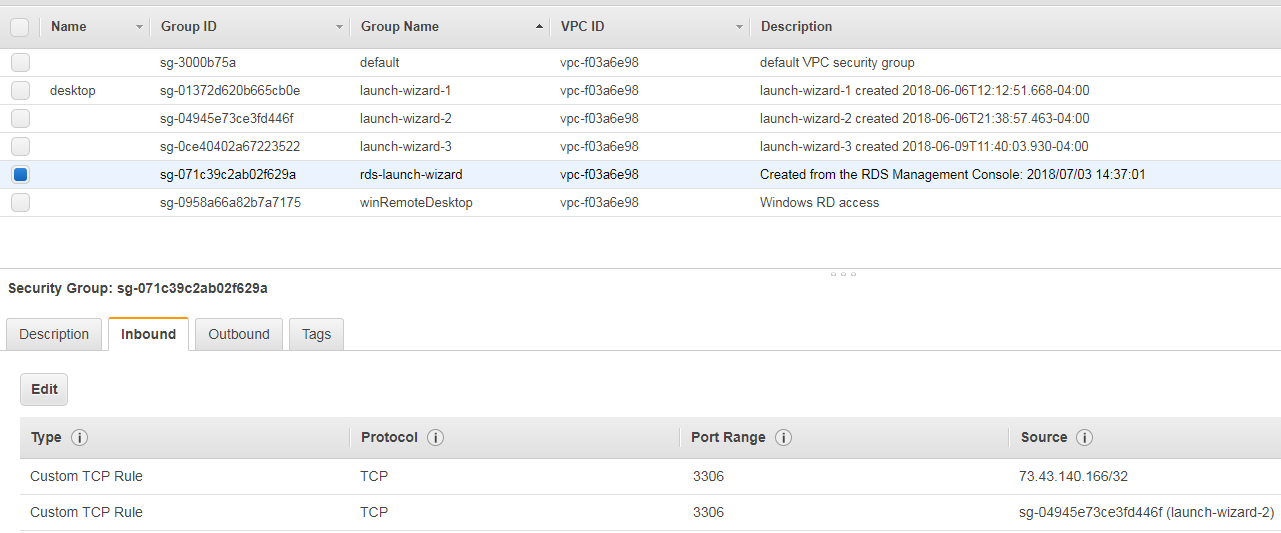 Name Group ID Group Name VPC ID Description
sg-3000b75a default vpc-f03a6e98 default VPC security group
desktop sg-01372d620b665cb0e launch-wizard-1 vpc-f03a6e98 launch-wizard-1 created 2018-06-06T12:12:51.668-04:00
sg-04945e73ce3fd446f launch-wizard-2 vpc-f03a6e98 launch-wizard-2 created 2018-06-06T21:38:57.463-04:00
sg-0ce40402a67223522 launch-wizard-3 vpc-f03a6e98 launch-wizard-3 created 2018-06-09T11:40:03.930-04:00
sg-071c39c2ab02f629a rds-launch-wizard vpc-f03a6e98 Created from the RDS Management Console: 2018/07/03 14:37:01
sg-0958a66a82b7a7175 winRemoteDesktop vpc-f03a6e98 Windows RD access
Security Group: sg-071c39c2ab02f629a
Description Inbound Outbound Tags
Edit
Type i Protocol i Port Range i Source i
Custom TCP Rule TCP 3306 73.43.140.166/32
Custom TCP Rule TCP 3306 sg-04945e73ce3fd446f (launch-wizard-2)